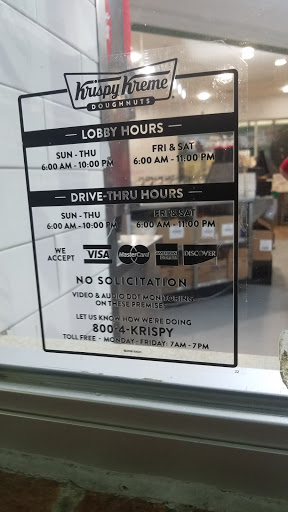 Krispy Kreme
DOUGHNUTS
LOBBY HOURS
SUN - THU FRI & SAT
6:00 AM - 10:00 PM 6:00 AM - 11:00 PM
DRIVE-THRU HOURS
SUN - THU FRI & SAT
6:00 AM - 10:00 PM 6:00 AM - 11:00 PM
WE ACCEPT VISA MasterCard AMERICAN EXPRESS DISCOVER
NO SOLICITATION
VIDEO & AUDIO DOT MONITORING
ON THESE PREMISES
LET US KNOW HOW WE'RE DOING
800-4-KRISPY
TOLL FREE - MONDAY - FRIDAY 7AM - 7PM